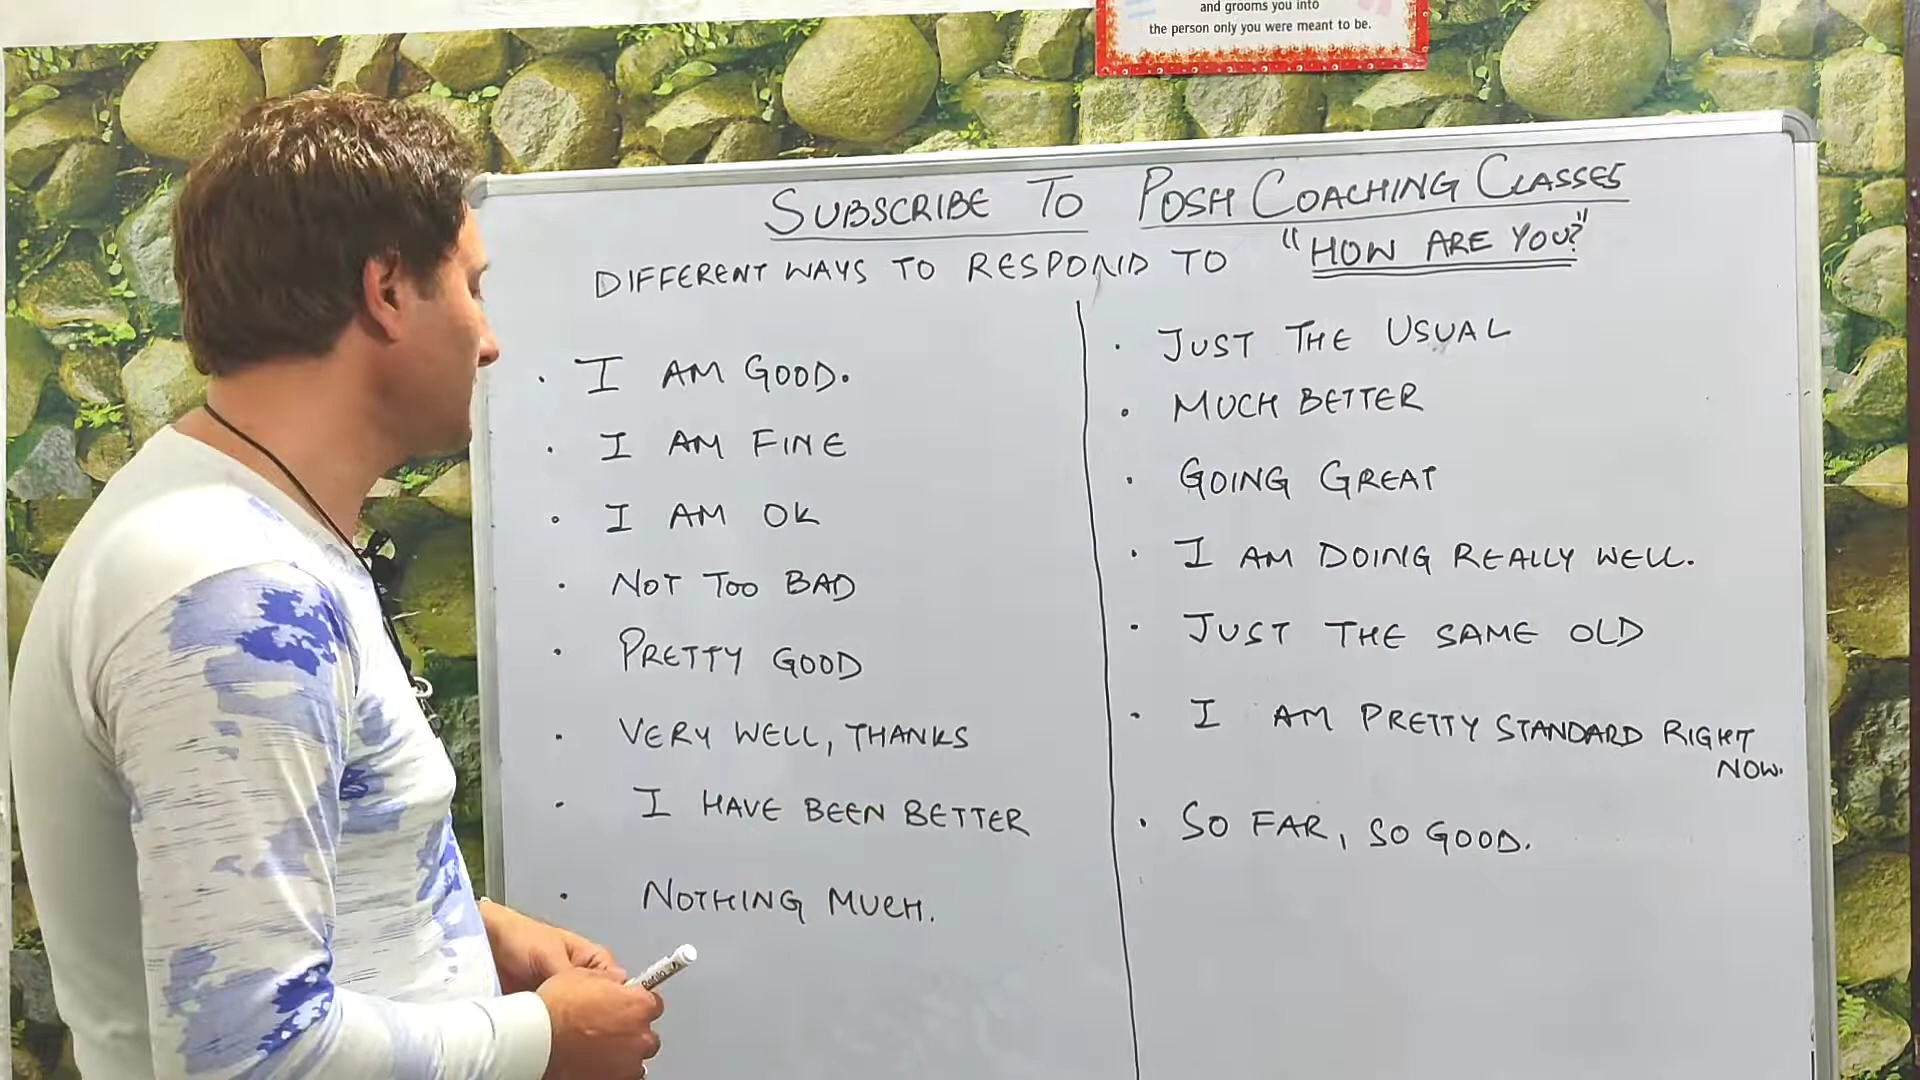 and grooms you into
the person only you were meant to be.
SUBSCRIBE TO POSH COACHING CLASSES
DIFFERENT WAYS TO RESPOND TO "HOW ARE YOU?"
· I AM GOOD.
· I AM FINE
· I AM OK
· NOT TOO BAD
· PRETTY GOOD
· VERY WELL, THANKS
· I HAVE BEEN BETTER
· NOTHING MUCH.
· JUST THE USUAL
· MUCH BETTER
· GOING GREAT
· I AM DOING REALLY WELL.
· JUST THE SAME OLD
· I AM PRETTY STANDARD RIGHT
NOW.
· SO FAR, SO GOOD.